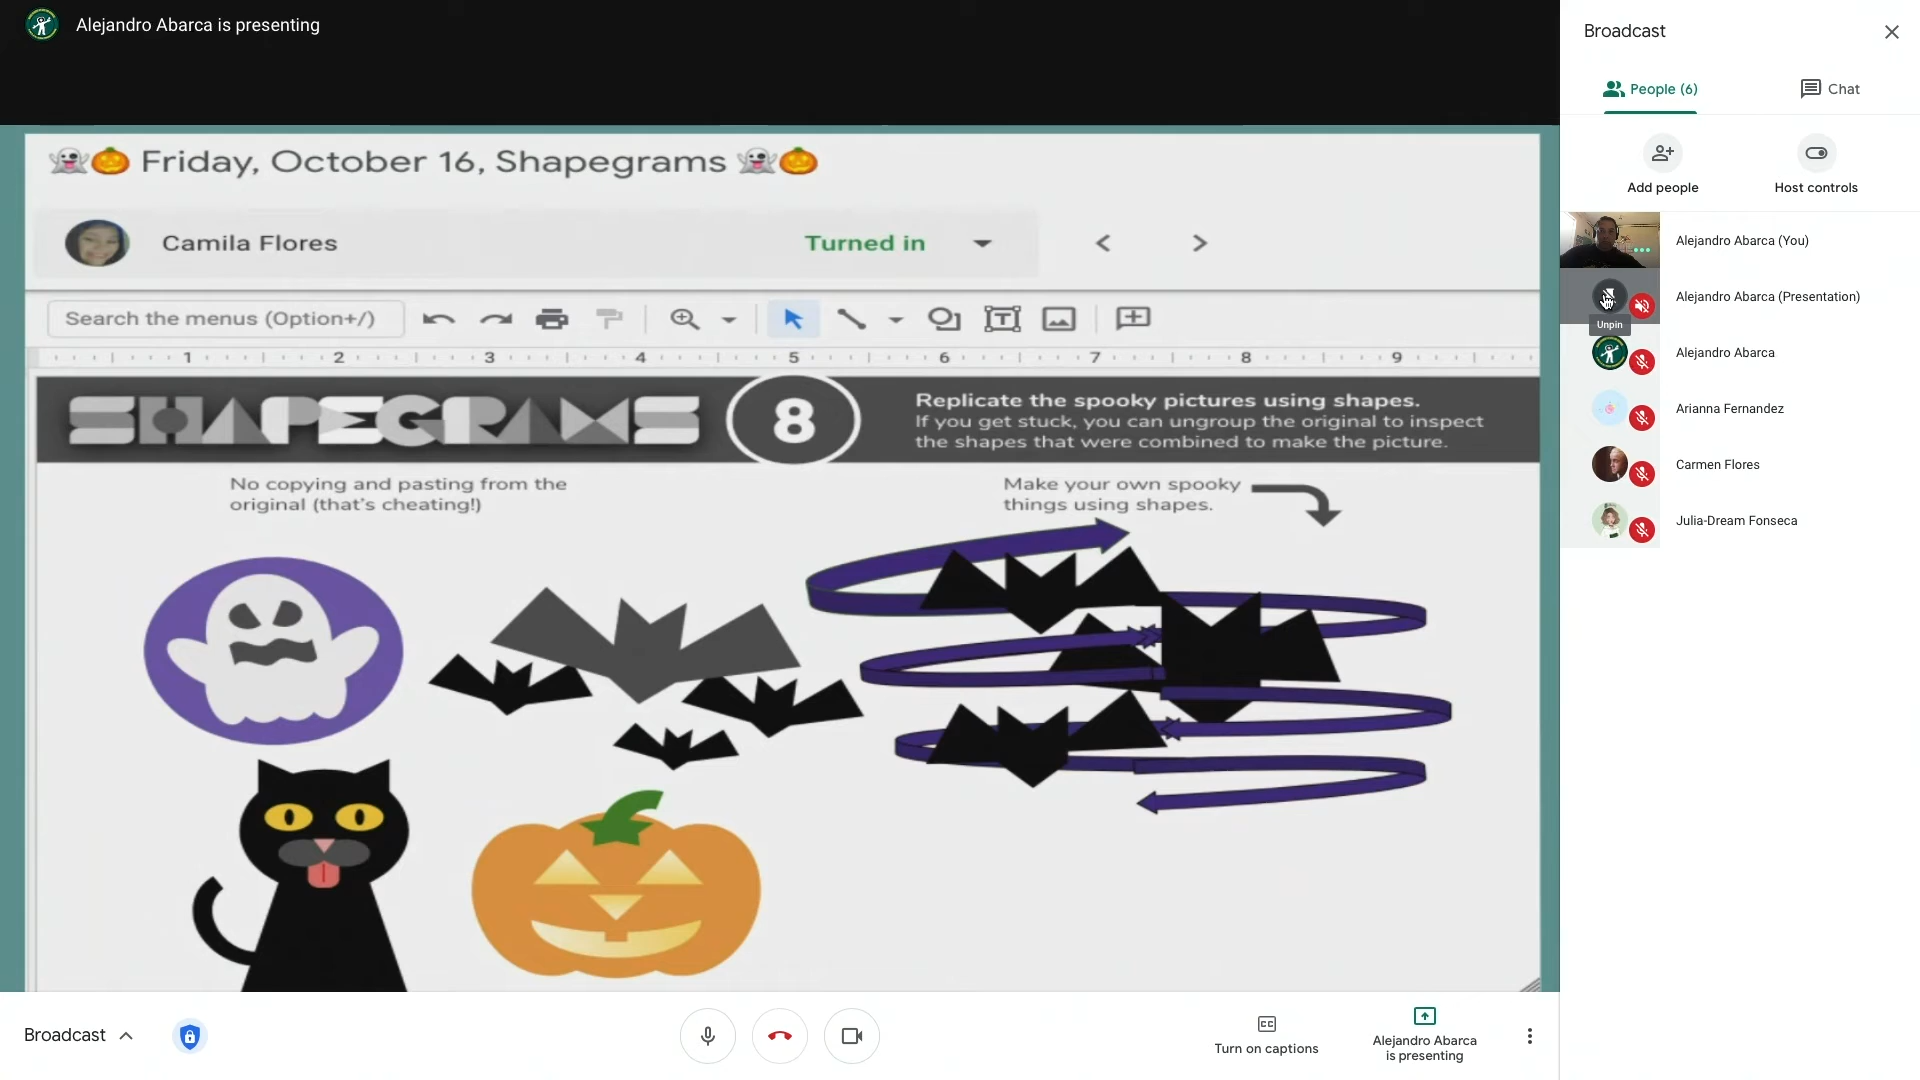 Alejandro Abarca is presenting
Friday, October 16, Shapegrams
Camila Flores
Turned in
Search the menus (Option+/)
1 2 3 4 5 6 7 8 9
SHAPEGRAMS
8
Replicate the spooky pictures using shapes.
If you get stuck, you can ungroup the original to inspect
the shapes that were combined to make the picture.
No copying and pasting from the
original (that's cheating!)
Make your own spooky
things using shapes.
Broadcast
Turn on captions
Alejandro Abarca
is presenting
Broadcast
People (6)
Chat
Add people
Host controls
Alejandro Abarca (You)
Alejandro Abarca (Presentation)
Unpin
Alejandro Abarca
Arianna Fernandez
Carmen Flores
Julia-Dream Fonseca